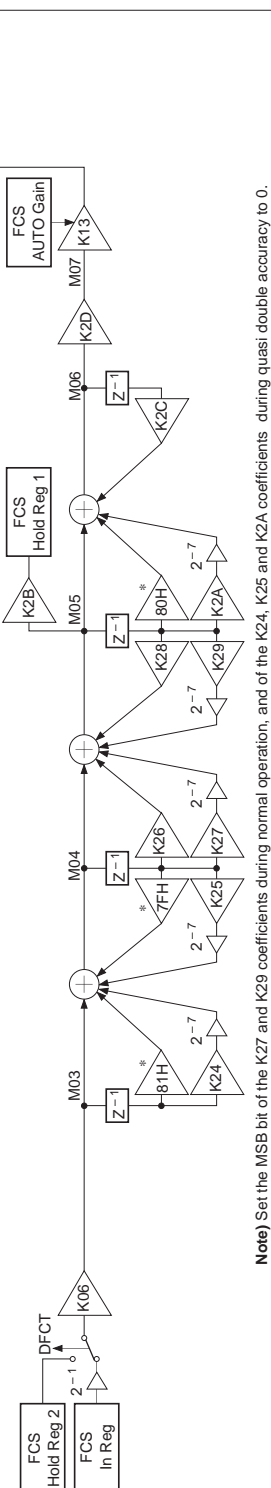 FCS
Hold Reg 2
FCS
In Reg
2⁻¹
DFCT
K06
M03
Z⁻¹
81H
*
K24
2⁻⁷
7FH
*
K25
2⁻⁷
M04
Z⁻¹
K26
K27
2⁻⁷
K28
K29
2⁻⁷
M05
Z⁻¹
K2B
FCS
Hold Reg 1
80H
*
K2A
2⁻⁷
M06
Z⁻¹
K2C
K2D
M07
K13
FCS
AUTO Gain
Note) Set the MSB bit of the K27 and K29 coefficients during normal operation, and of the K24, K25 and K2A coefficients during quasi double accuracy to 0.